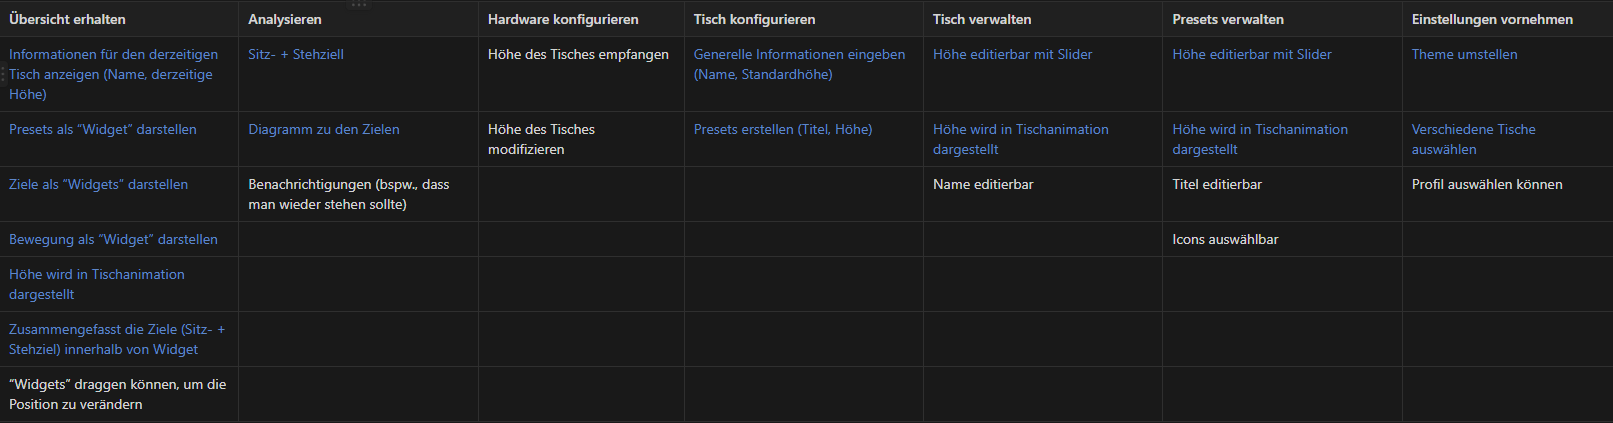 Übersicht erhalten
Analysieren
Hardware konfigurieren
Tisch konfigurieren
Tisch verwalten
Presets verwalten
Einstellungen vornehmen
Informationen für den derzeitigen
Tisch anzeigen (Name, derzeitige
Höhe)
Sitz- + Stehziell
Höhe des Tisches empfangen
Generelle Informationen eingeben
(Name, Standardhöhe)
Höhe editierbar mit Slider
Höhe editierbar mit Slider
Theme umstellen
Presets als “Widget” darstellen
Diagramm zu den Zielen
Höhe des Tisches
modifizieren
Presets erstellen (Titel, Höhe)
Höhe wird in Tischanimation
dargestellt
Höhe wird in Tischanimation
dargestellt
Verschiedene Tische
auswählen
Ziele als “Widgets” darstellen
Benachrichtigungen (bspw., dass
man wieder stehen sollte)
Name editierbar
Titel editierbar
Profil auswählen können
Bewegung als “Widget” darstellen
Icons auswählbar
Höhe wird in Tischanimation
dargestellt
Zusammengefasst die Ziele (Sitz- +
Stehziel) innerhalb von Widget
“Widgets” draggen können, um die
Position zu verändern